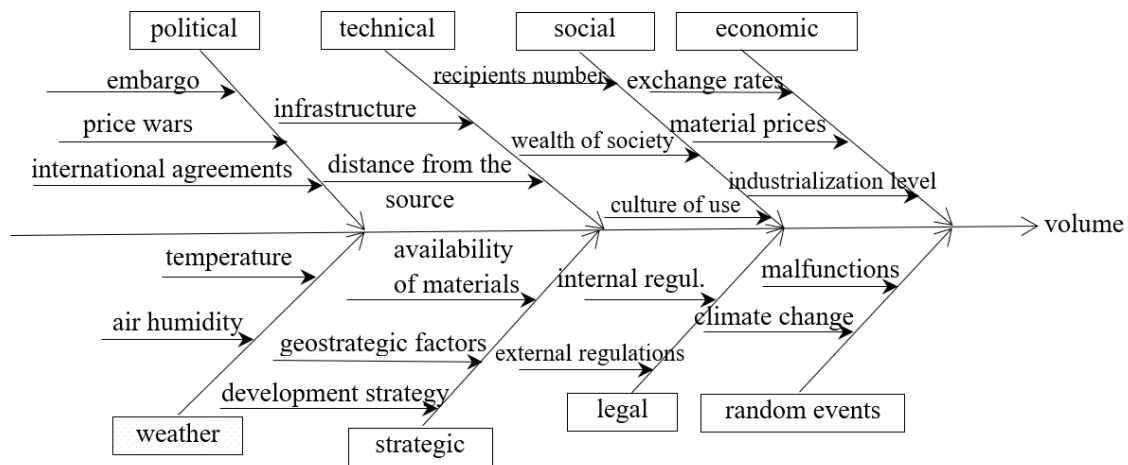 political
technical
social
economic
embargo
recipients number
exchange rates
infrastructure
price wars
material prices
wealth of society
international agreements
distance from the
source
industrialization level
culture of use
volume
availability
of materials
temperature
internal regul.
malfunctions
air humidity
climate change
geostrategic factors
external regulations
development strategy
weather
strategic
legal
random events